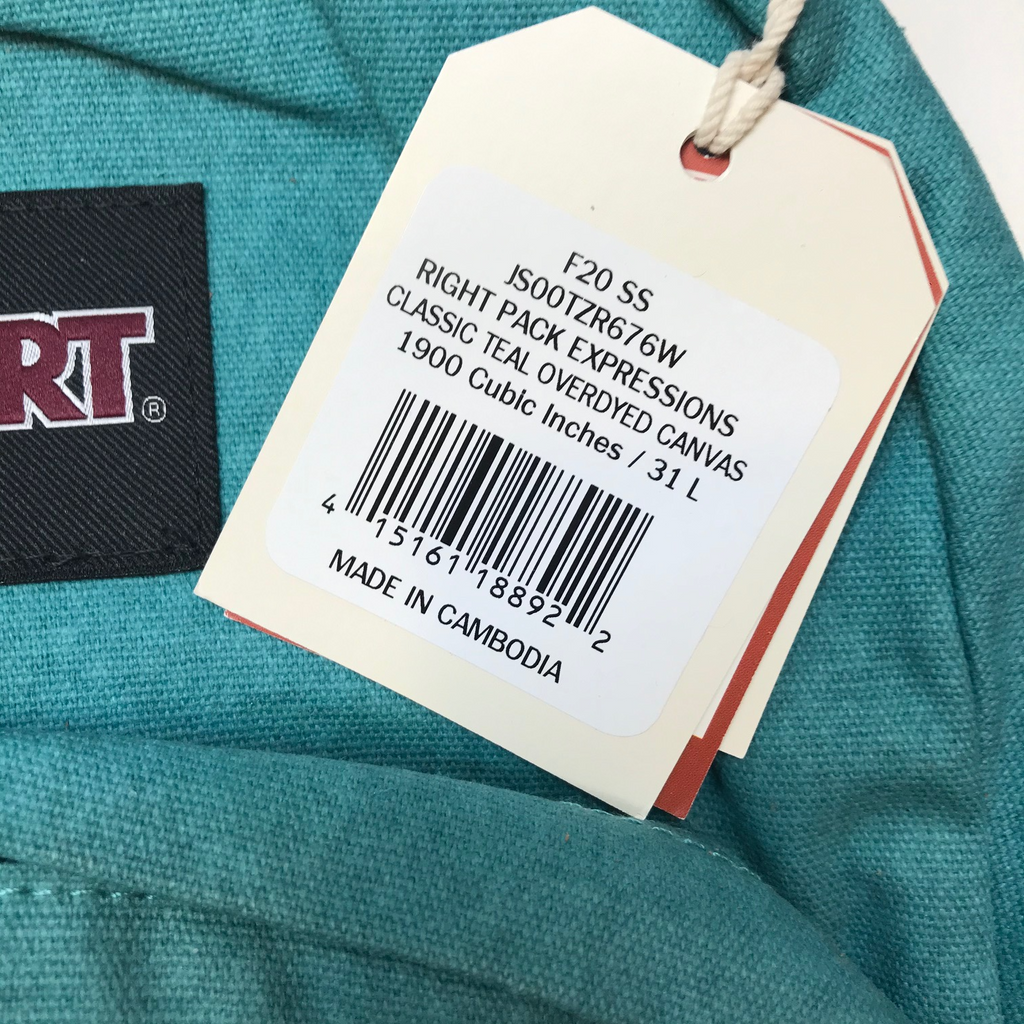 RT®
F20 SS
JS00TZR676W
RIGHT PACK EXPRESSIONS
CLASSIC TEAL OVERDYED CANVAS
1900 Cubic Inches / 31 L
4 15161 18892 2
MADE IN CAMBODIA